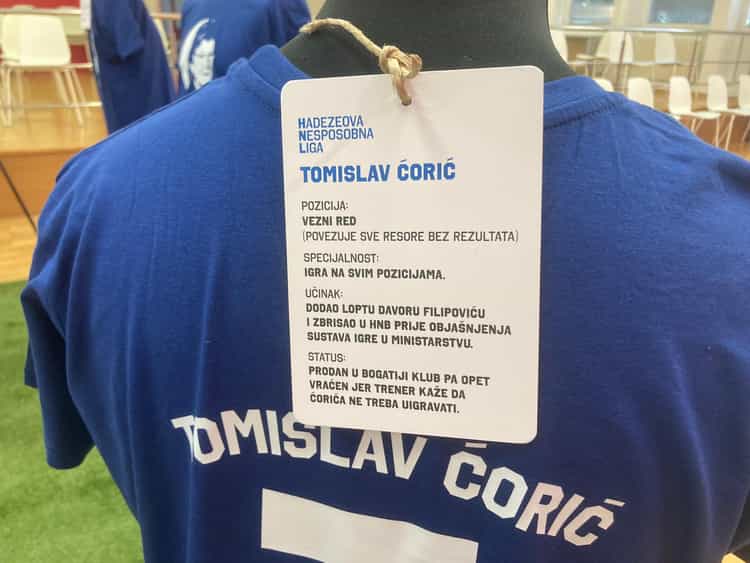 HADEZEOVA
NESPOSOBNA
LIGA
TOMISLAV ĆORIĆ
POZICIJA:
VEZNI RED
(POVEZUJE SVE RESORE BEZ REZULTATA)
SPECIJALNOST:
IGRA NA SVIM POZICIJAMA.
UČINAK:
DODAO LOPTU DAVORU FILIPOVIĆU
I ZBRISAO U HNB PRIJE OBJAŠNJENJA
SUSTAVA IGRE U MINISTARSTVU.
STATUS:
PRODAN U BOGATIJI KLUB PA OPET
VRAĆEN JER TRENER KAŽE DA
ĆORIĆA NE TREBA UIGRAVATI.
TOMISLAV ĆORIĆ